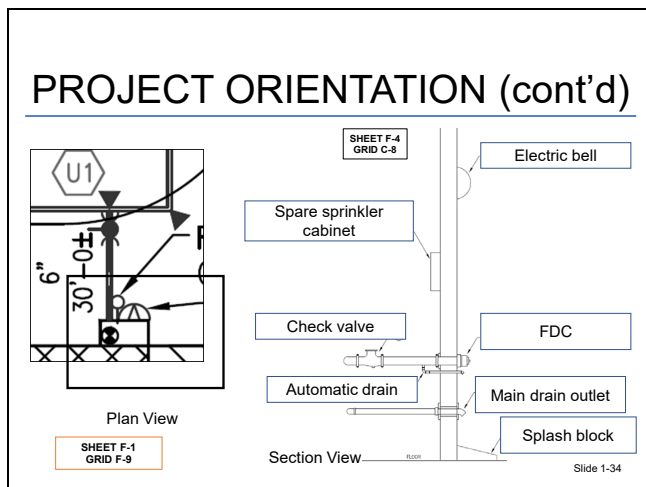 PROJECT ORIENTATION (cont'd)
SHEET F-4
GRID C-8
Electric bell
U1
Spare sprinkler
cabinet
6"
30'-0±
Check valve
FDC
Automatic drain
Main drain outlet
Plan View
Splash block
SHEET F-1
GRID F-9
Section View
FLOOR
Slide 1-34